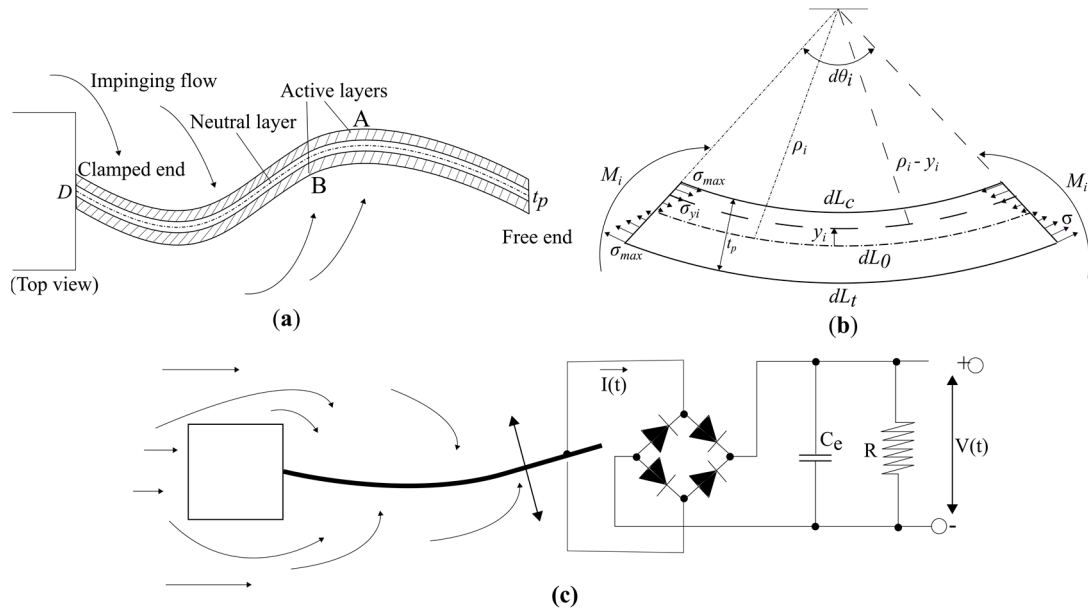 Impinging flow
Active layers
Neutral layer
A
Clamped end
D
B
t_p
Free end
(Top view)
(a)
dθ_i
ρ_i
ρ_i - y_i
M_i
M_i
σ_max
dL_c
σ_yi
y_i
t_p
σ
σ_max
dL_0
dL_t
(b)
I(t)
+
C_e
R
V(t)
-
(c)